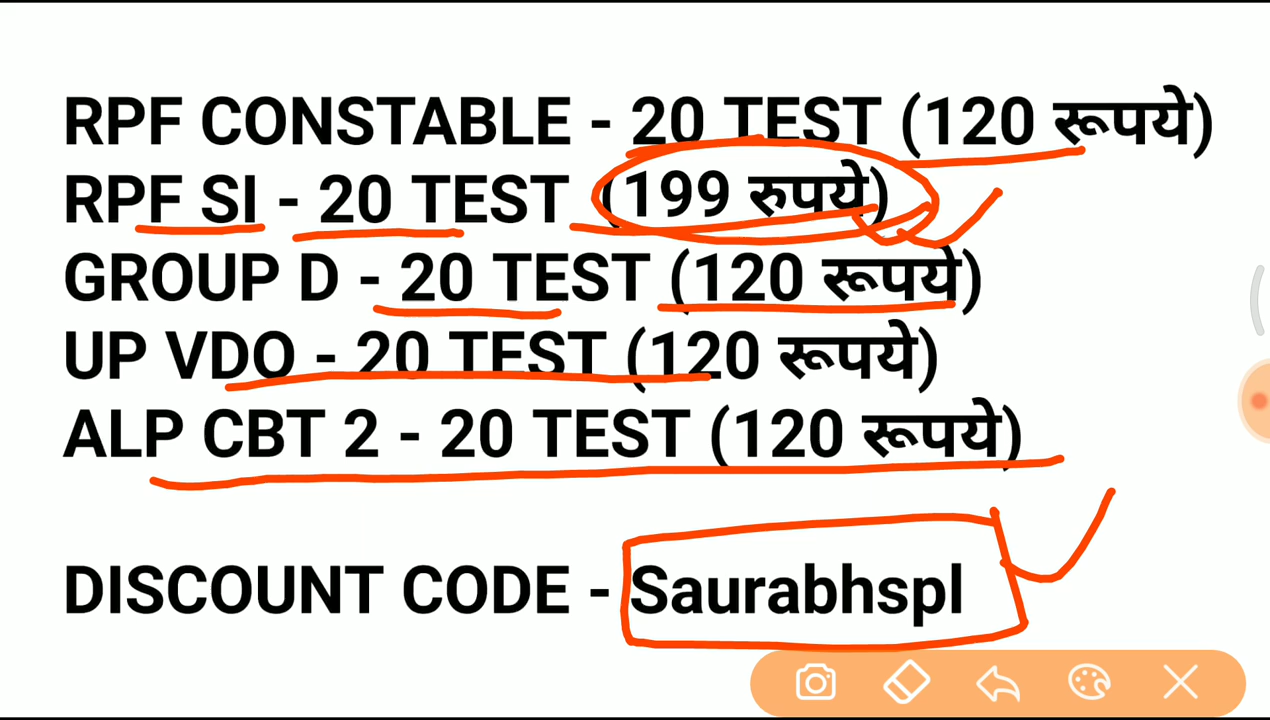 RPF CONSTABLE - 20 TEST (120 रूपये)
RPF SI - 20 TEST (199 रुपये)
GROUP D - 20 TEST (120 रूपये)
UP VDO - 20 TEST (120 रूपये)
ALP CBT 2 - 20 TEST (120 रूपये)
DISCOUNT CODE - Saurabhspl